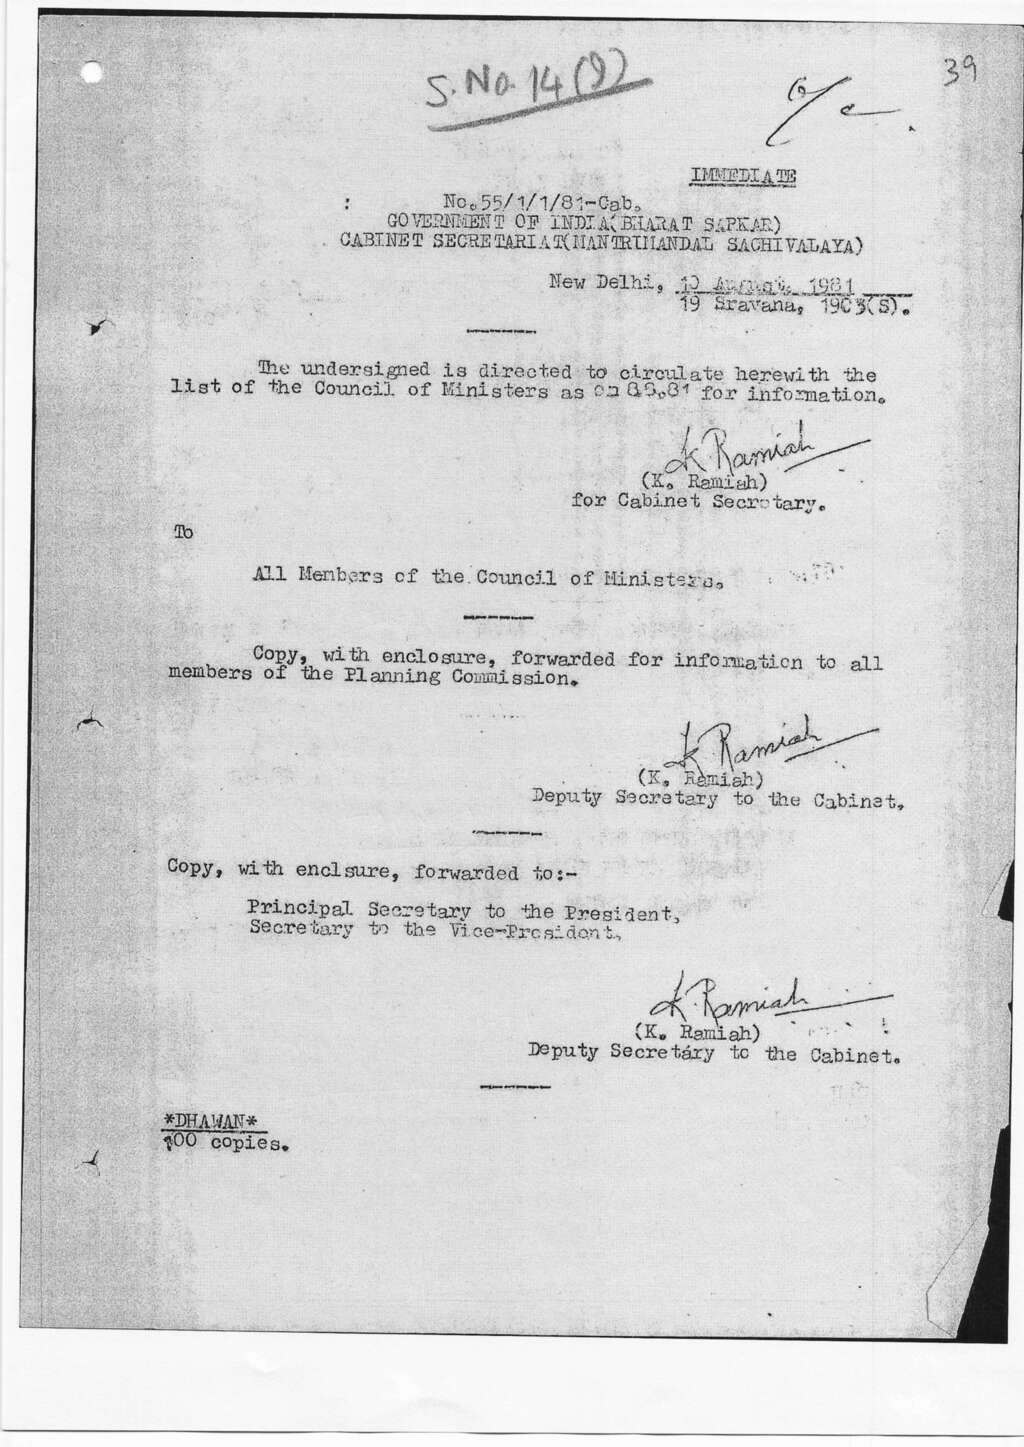 S. No. 14(9)
39
o/c
IMMEDIATE
No. 55/1/1/81-Cab.
GOVERNMENT OF INDIA(BHARAT SARKAR)
CABINET SECRETARIAT(MANTRIMANDAL SACHIVALAYA)
New Delhi, 10 August, 1981
19 Sravana, 1903(S).
The undersigned is directed to circulate herewith the
list of the Council of Ministers as on 8.8.81 for information.
K. Ramiah
(K. Ramiah)
for Cabinet Secretary.
To
All Members of the Council of Ministers.
Copy, with enclosure, forwarded for information to all
members of the Planning Commission.
K. Ramiah
(K. Ramiah)
Deputy Secretary to the Cabinet.
Copy, with enclsure, forwarded to:-
Principal Secretary to the President,
Secretary to the Vice-President.
K. Ramiah
(K. Ramiah)
Deputy Secretary to the Cabinet.
*DHAWAN*
100 copies.